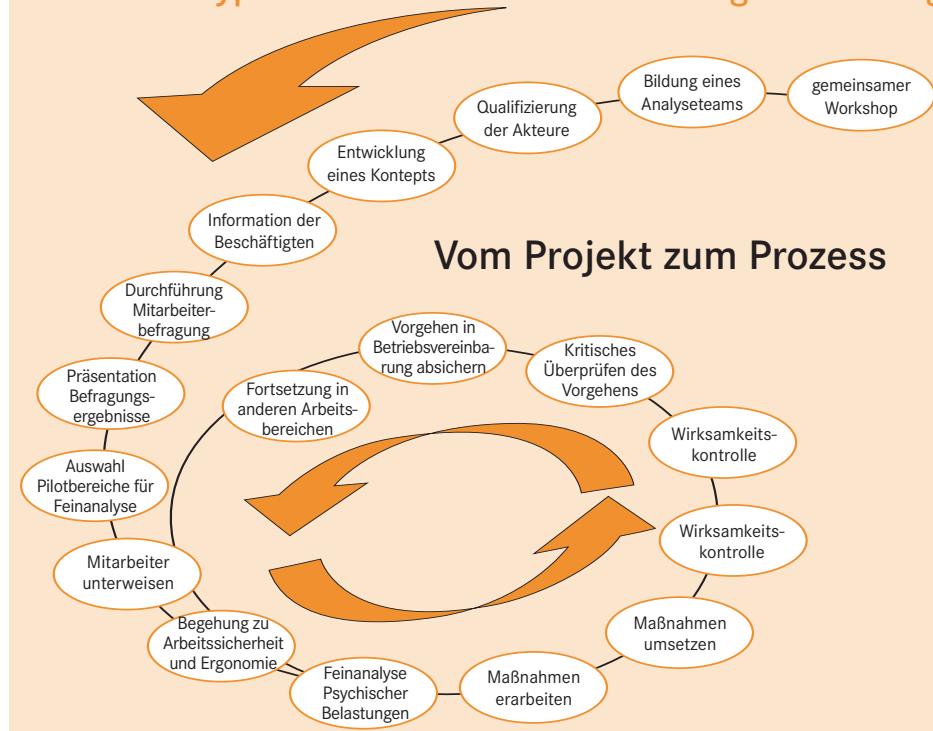 gemeinsamer
Workshop
Bildung eines
Analyseteams
Qualifizierung
der Akteure
Entwicklung
eines Kontepts
Information der
Beschäftigten
Vom Projekt zum Prozess
Durchführung
Mitarbeiter-
befragung
Präsentation
Befragungs-
ergebnisse
Auswahl
Pilotbereiche für
Feinanalyse
Mitarbeiter
unterweisen
Begehung zu
Arbeitssicherheit
und Ergonomie
Feinanalyse
Psychischer
Belastungen
Maßnahmen
erarbeiten
Maßnahmen
umsetzen
Wirksamkeits-
kontrolle
Wirksamkeits-
kontrolle
Kritisches
Überprüfen des
Vorgehens
Vorgehen in
Betriebsvereinba-
rung absichern
Fortsetzung in
anderen Arbeits-
bereichen